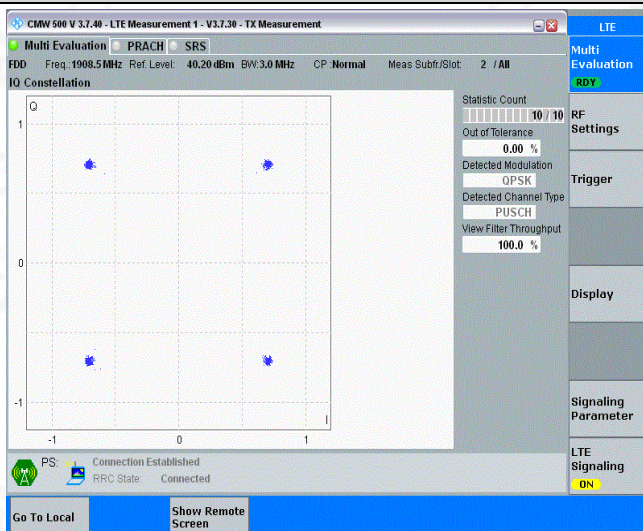 CMW 500 V 3.7.40 - LTE Measurement 1 - V3.7.30 - TX Measurement
LTE
Multi Evaluation PRACH SRS
FDD Freq.:1908.5 MHz Ref. Level: 40.20 dBm BW:3.0 MHz CP :Normal Meas Subfr./Slot: 2 / All
IQ Constellation
Q
1
0
-1
-1 0 1
I
Statistic Count
10 / 10
Out of Tolerance
0.00 %
Detected Modulation
QPSK
Detected Channel Type
PUSCH
View Filter Throughput
100.0 %
Multi
Evaluation
RDY
RF
Settings
Trigger
Display
Signaling
Parameter
LTE
Signaling
ON
PS: Connection Established
RRC State: Connected
Go To Local
Show Remote
Screen